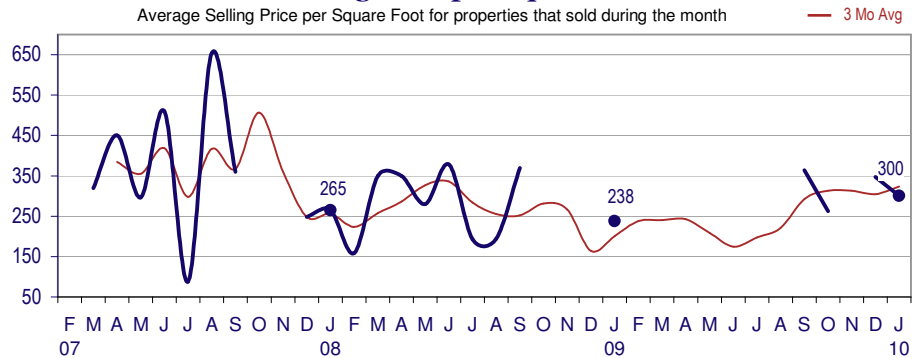 Average Selling Price per Square Foot for properties that sold during the month
3 Mo Avg
650
550
450
350
250
150
50
265
238
300
F M A M J J A S O N D J F M A M J J A S O N D J F M A M J J A S O N D J
07 08 09 10